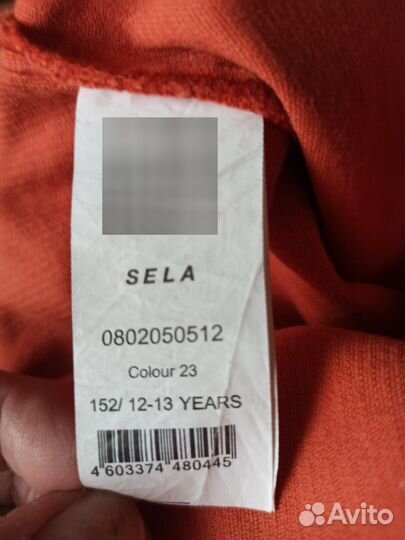 SELA
0802050512
Colour 23
152/ 12-13 YEARS
4 603374 480445
Avito